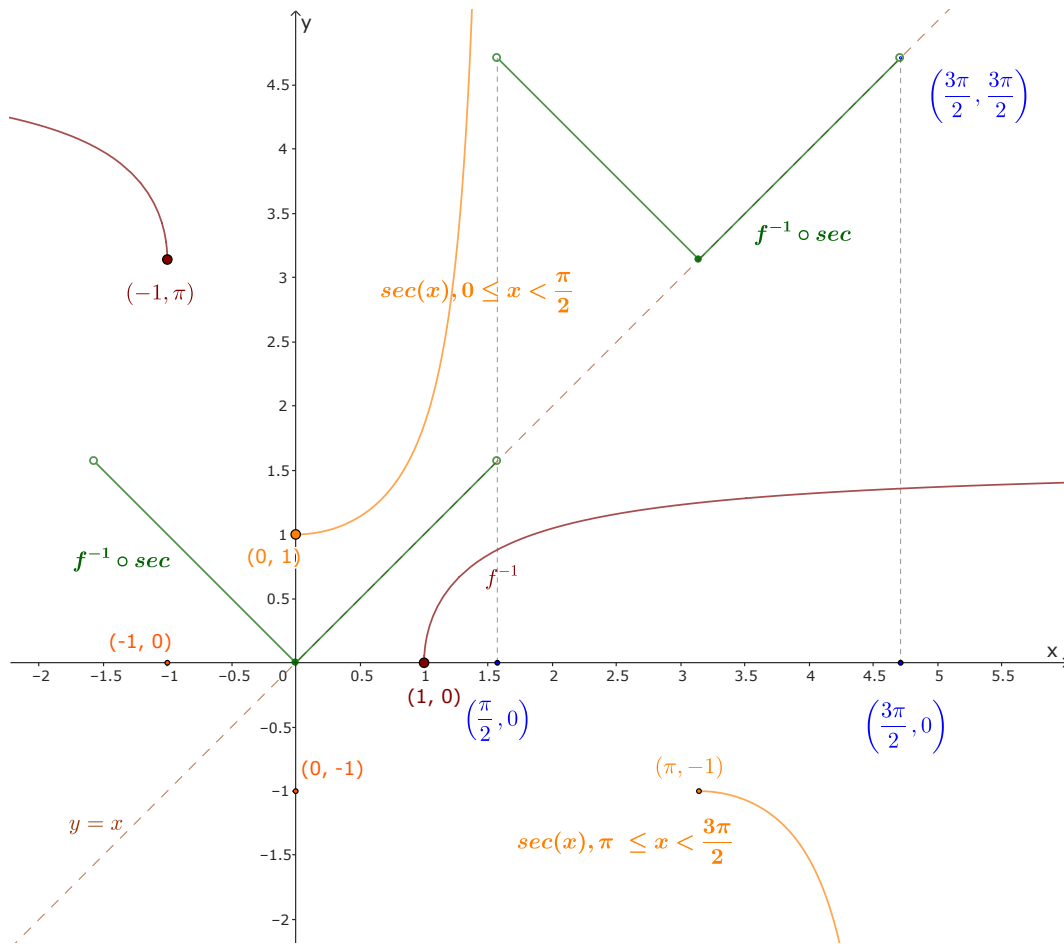 y
4.5
(3π/2, 3π/2)
4
3.5
f⁻¹ ∘ sec
3
(−1, π)
sec(x), 0 ≤ x < π/2
2.5
2
1.5
1
(0, 1)
f⁻¹ ∘ sec
f⁻¹
0.5
(-1, 0)
x
−2 −1.5 −1 −0.5 0 0.5 1 1.5 2 2.5 3 3.5 4 4.5 5 5.5
(1, 0)
(π/2, 0)
(3π/2, 0)
−0.5
(0, -1)
(π, −1)
−1
y = x
sec(x), π ≤ x < 3π/2
−1.5
−2